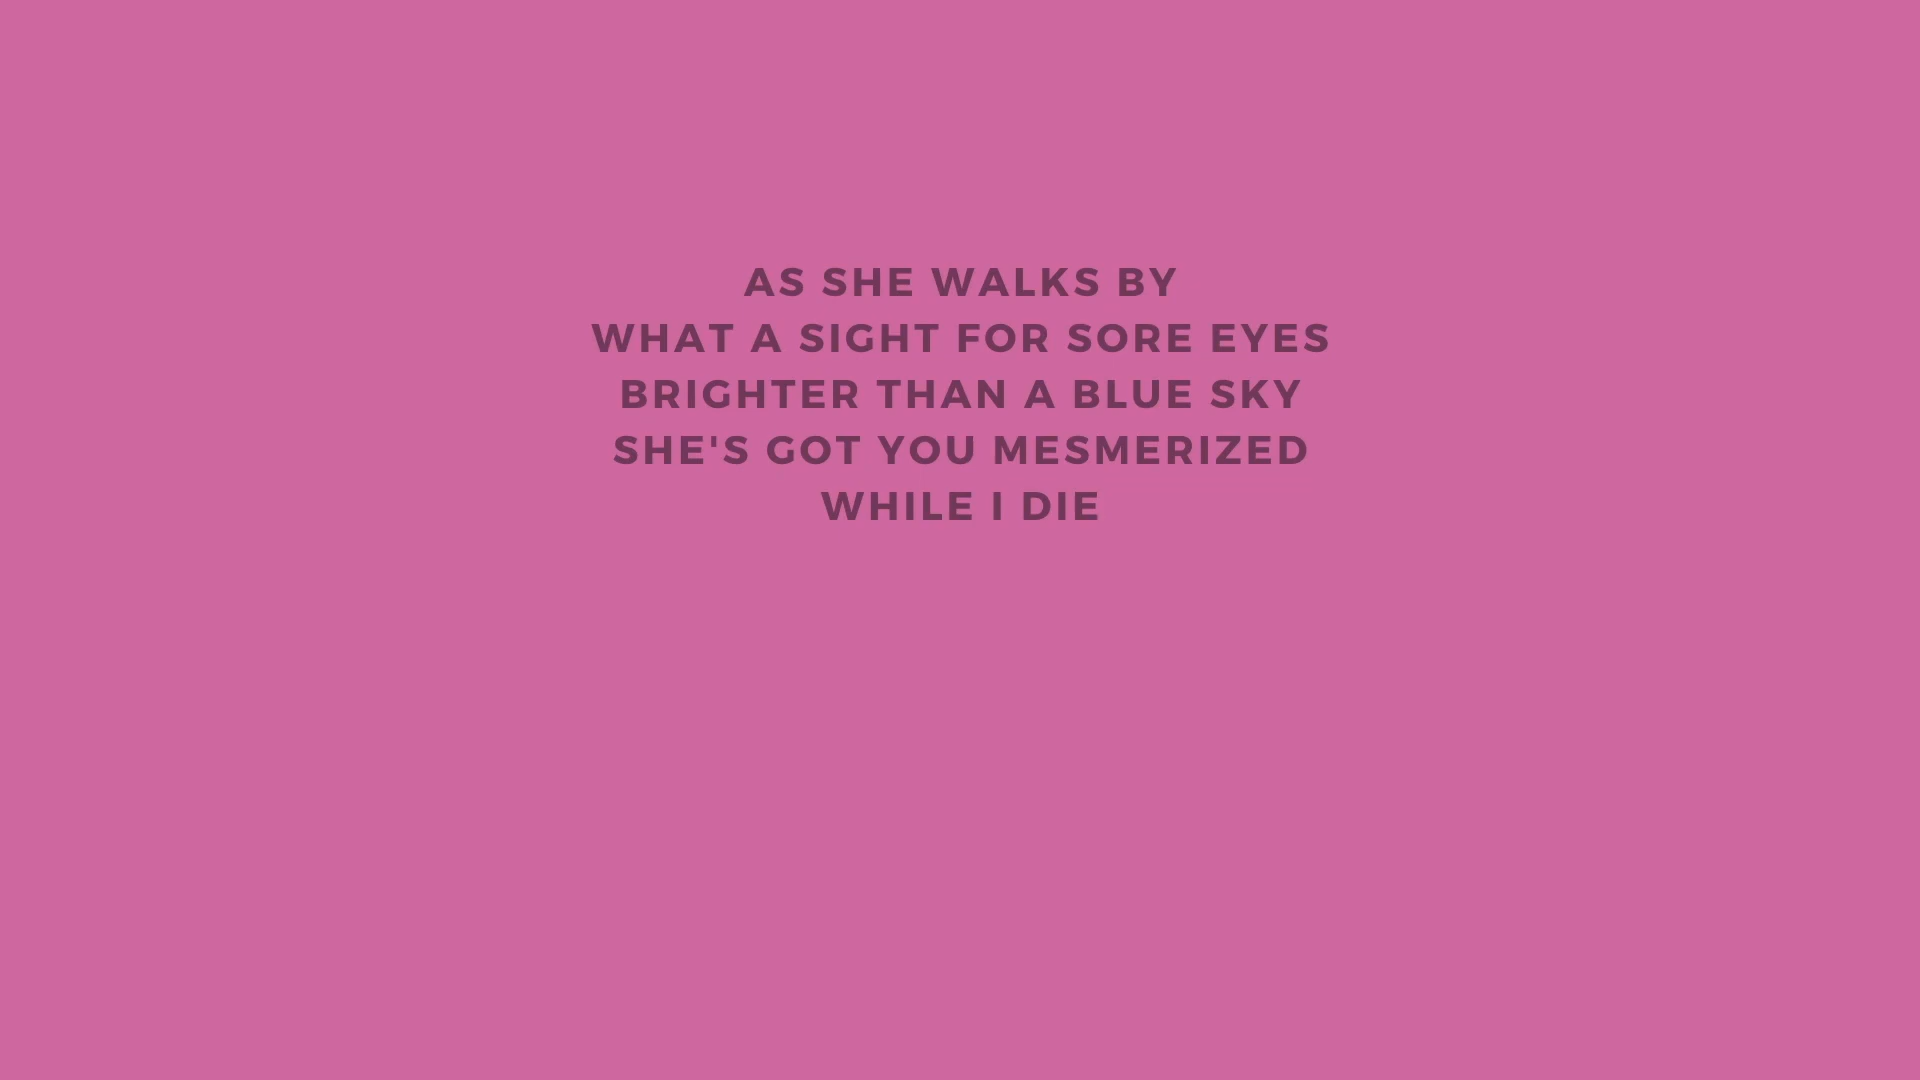 AS SHE WALKS BY
WHAT A SIGHT FOR SORE EYES
BRIGHTER THAN A BLUE SKY
SHE'S GOT YOU MESMERIZED
WHILE I DIE